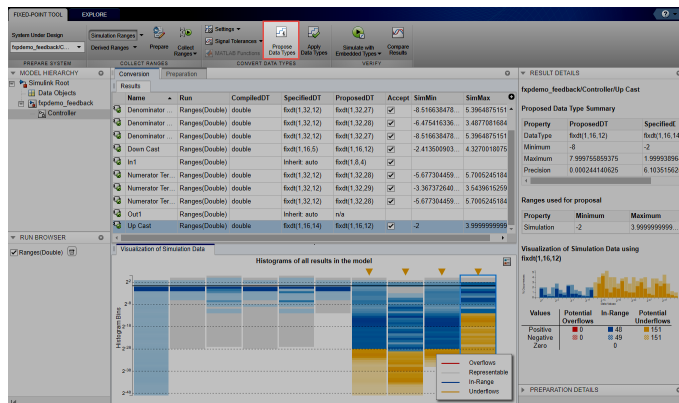 FIXED-POINT TOOL EXPLORE
System Under Design
fxpdemo_feedback/C...
Simulation Ranges
Derived Ranges
Prepare
Collect Ranges
Settings
Signal Tolerances
MATLAB Functions
Propose Data Types
Apply Data Types
Simulate with Embedded Types
Compare Results
PREPARE SYSTEM COLLECT RANGES CONVERT DATA TYPES VERIFY
MODEL HIERARCHY
Simulink Root
Data Objects
fxpdemo_feedback
Controller
RUN BROWSER
Ranges(Double)
Conversion Preparation
Results
Name Run CompiledDT SpecifiedDT ProposedDT Accept SimMin SimMax
Denominator ... Ranges(Double) double fixdt(1,32,12) fixdt(1,32,27) -8.516638478... 5.3964875151
Denominator ... Ranges(Double) double fixdt(1,32,12) fixdt(1,32,28) -6.475416336... 3.4877081684
Denominator ... Ranges(Double) double fixdt(1,32,12) fixdt(1,32,27) -8.516638478... 5.3964875151
Down Cast Ranges(Double) double fixdt(1,16,5) fixdt(1,16,12) -2.413500903... 4.3270018075
In1 Ranges(Double) Inherit: auto fixdt(1,8,4)
Numerator Ter... Ranges(Double) double fixdt(1,32,12) fixdt(1,32,28) -5.677304459... 5.7005245184
Numerator Ter... Ranges(Double) double fixdt(1,32,12) fixdt(1,32,29) -3.367372640... 3.5439615259
Numerator Ter... Ranges(Double) double fixdt(1,32,12) fixdt(1,32,28) -5.677304459... 5.7005245184
Out1 Inherit: auto n/a
Up Cast Ranges(Double) double fixdt(1,16,14) fixdt(1,16,12) -2 3.9999999999
Visualization of Simulation Data
Histograms of all results in the model
Histogram Bins
Overflows
Representable
In-Range
Underflows
RESULT DETAILS
fxpdemo_feedback/Controller/Up Cast
Proposed Data Type Summary
Property ProposedDT SpecifiedE
DataType fixdt(1,16,12) fixdt(1,16,14
Minimum -8 -2
Maximum 7.999755859375 1.99993896
Precision 0.000244140625 6.10351562
Ranges used for proposal
Property Minimum Maximum
Simulation -2 3.9999999999...
Visualization of Simulation Data using
fixdt(1,16,12)
Values Potential Overflows In-Range Potential Underflows
Positive 0 48 151
Negative 0 49 151
Zero 0
PREPARATION DETAILS